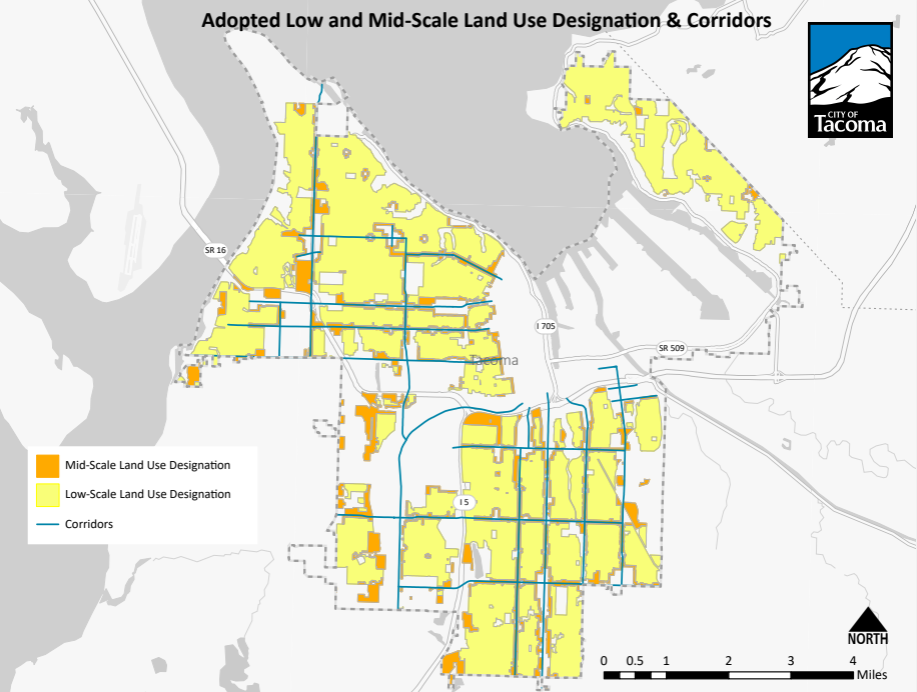 Adopted Low and Mid-Scale Land Use Designation & Corridors
CITY OF
Tacoma
SR 16
I 705
SR 509
Tacoma
Mid-Scale Land Use Designation
Low-Scale Land Use Designation
Corridors
I 5
NORTH
0 0.5 1 2 3 4
Miles